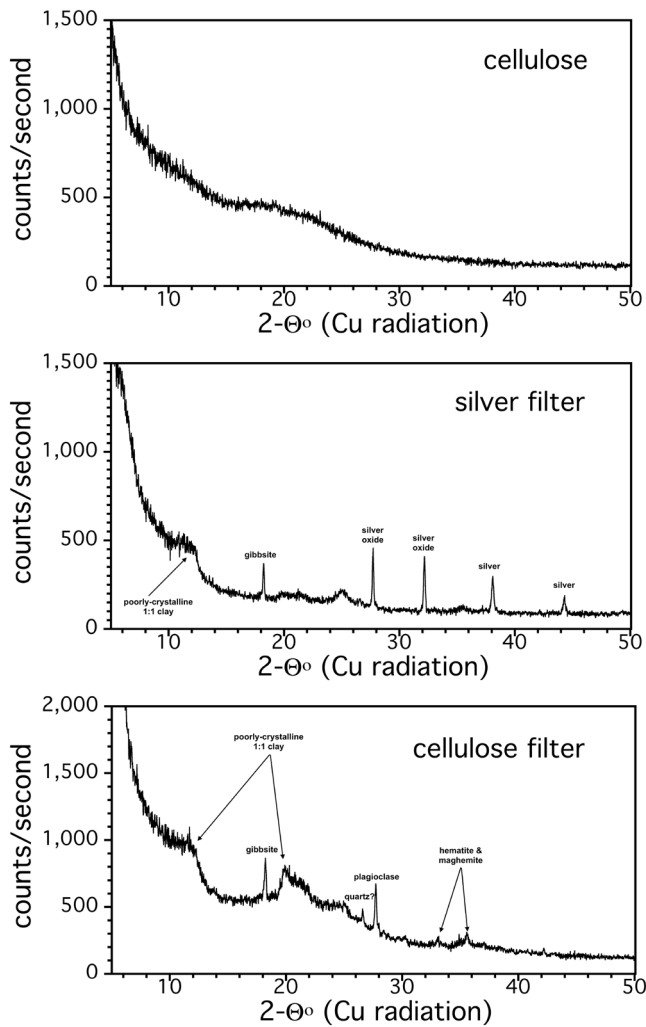 1,500
cellulose
1,000
500
0
10 20 30 40 50
2-Θ° (Cu radiation)
counts/second
1,500
silver filter
1,000
500
0
silver
oxide
silver
oxide
gibbsite
silver
silver
poorly-crystalline
1:1 clay
10 20 30 40 50
2-Θ° (Cu radiation)
counts/second
2,000
cellulose filter
1,500
1,000
500
0
poorly-crystalline
1:1 clay
gibbsite
hematite &
maghemite
plagioclase
quartz?
10 20 30 40 50
2-Θ° (Cu radiation)
counts/second